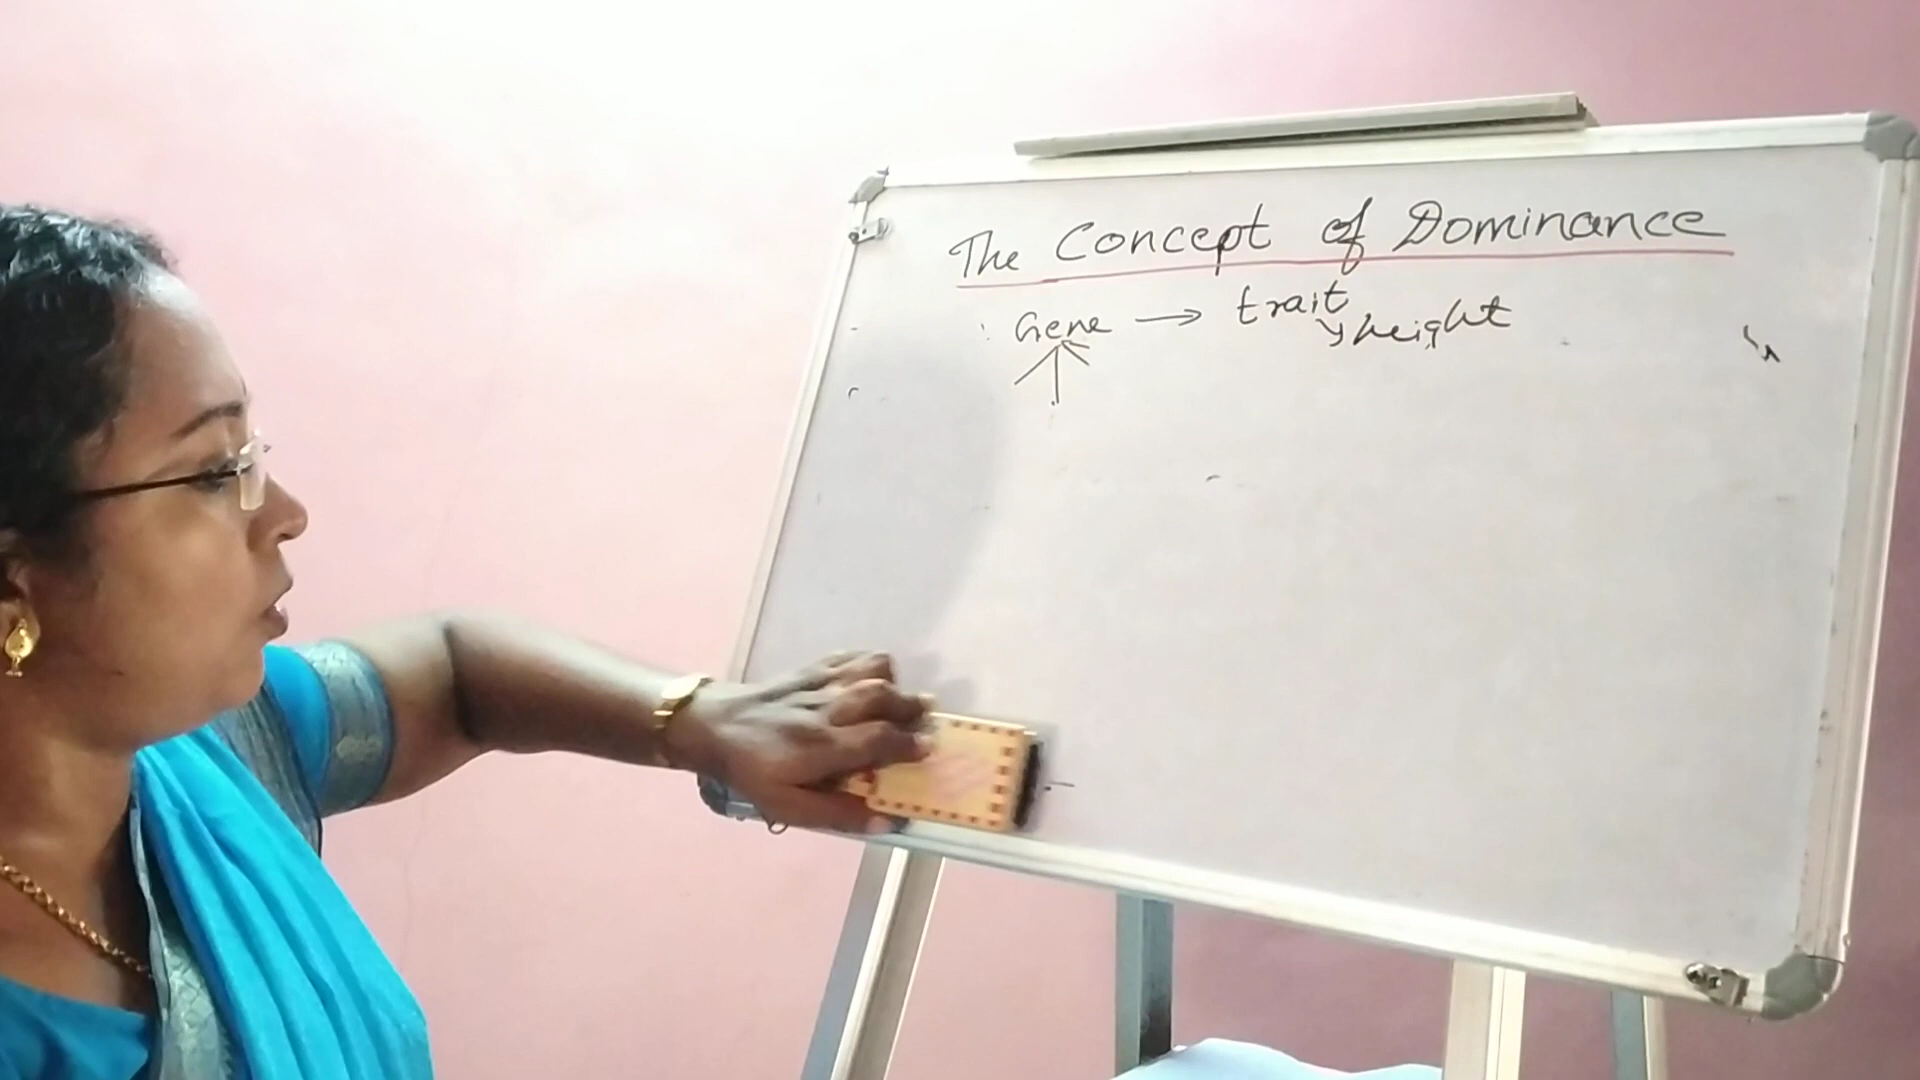 The Concept of Dominance
Gene → trait
height